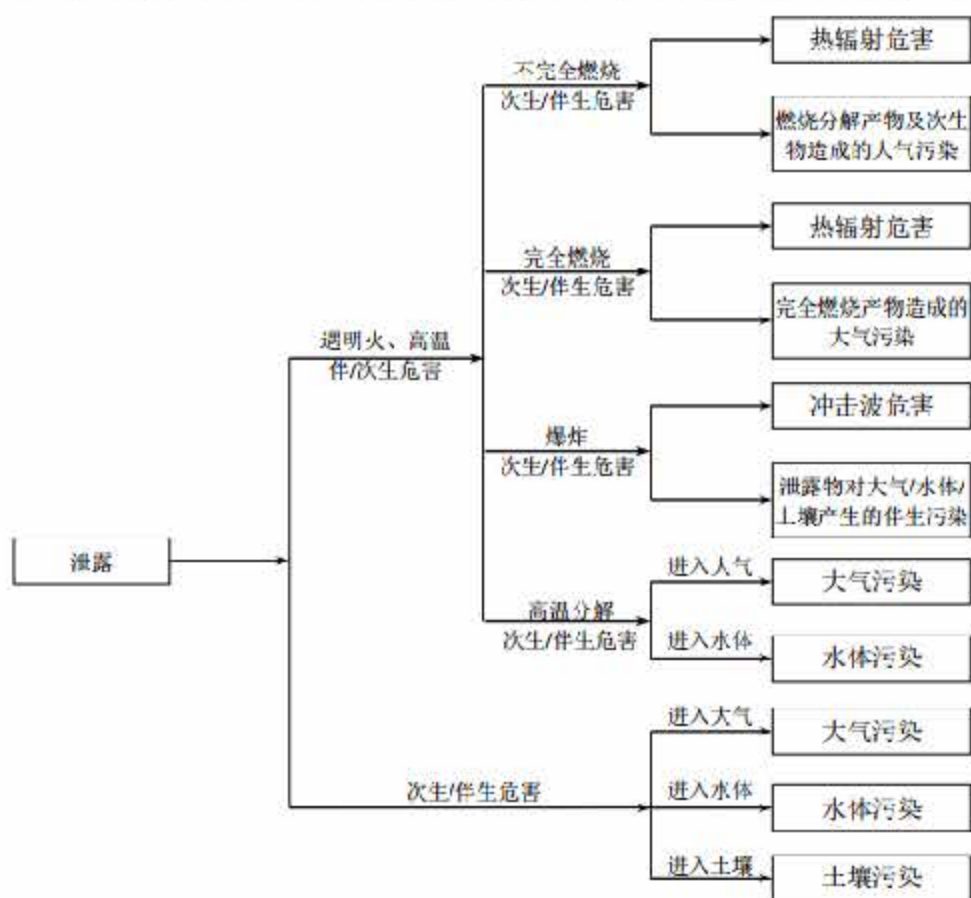 不完全燃烧
次生/伴生危害
热辐射危害
燃烧分解产物及次生
物造成的人气污染
完全燃烧
次生/伴生危害
热辐射危害
完全燃烧产物造成的
大气污染
遇明火、高温
伴/次生危害
爆炸
次生/伴生危害
冲击波危害
泄露物对大气/水体/
土壤产生的伴生污染
泄露
高温分解
次生/伴生危害
进入人气
大气污染
进入水体
水体污染
次生/伴生危害
进入大气
大气污染
进入水体
水体污染
进入土壤
土壤污染